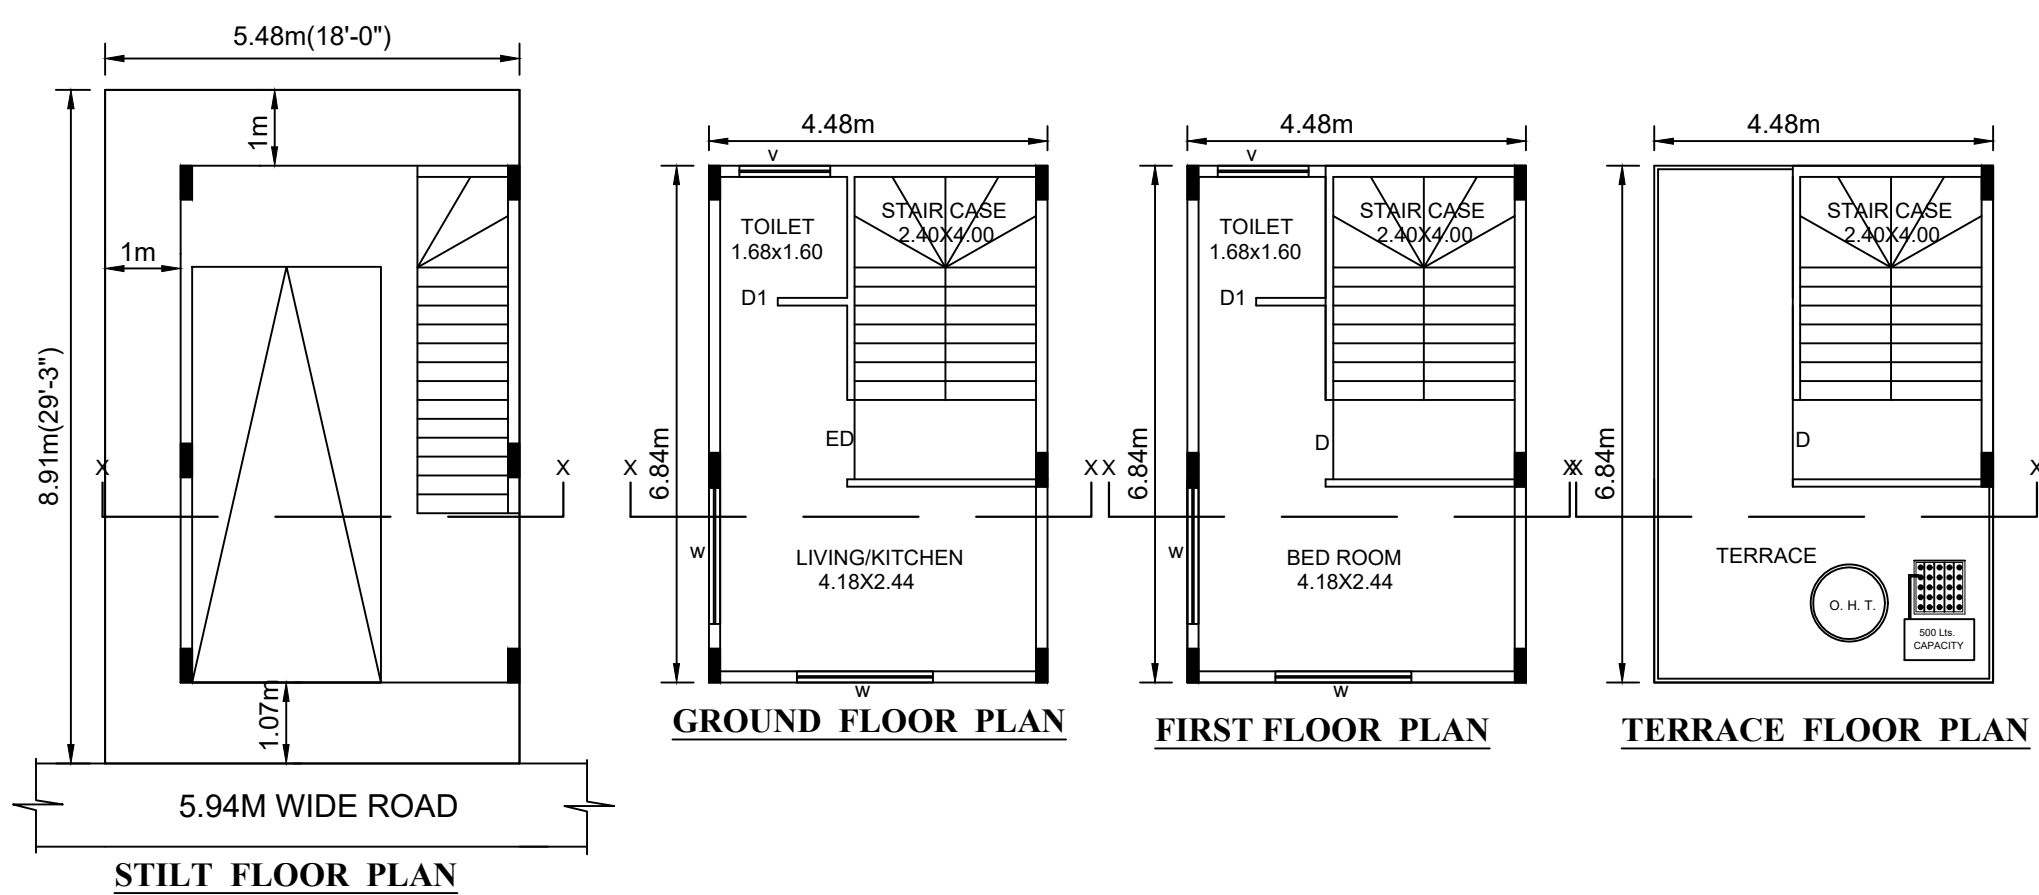 5.48m(18'-0")
1m
1m
8.91m(29'-3")
X
X
1.07m
5.94M WIDE ROAD
STILT FLOOR PLAN
4.48m
v
TOILET
1.68x1.60
STAIR CASE
2.40X4.00
D1
ED
6.84m
X
X
w
LIVING/KITCHEN
4.18X2.44
w
GROUND FLOOR PLAN
4.48m
v
TOILET
1.68x1.60
STAIR CASE
2.40X4.00
D1
D
6.84m
X
X
w
BED ROOM
4.18X2.44
w
FIRST FLOOR PLAN
4.48m
STAIR CASE
2.40X4.00
D
6.84m
X
X
TERRACE
O. H. T.
500 Lts.
CAPACITY
TERRACE FLOOR PLAN